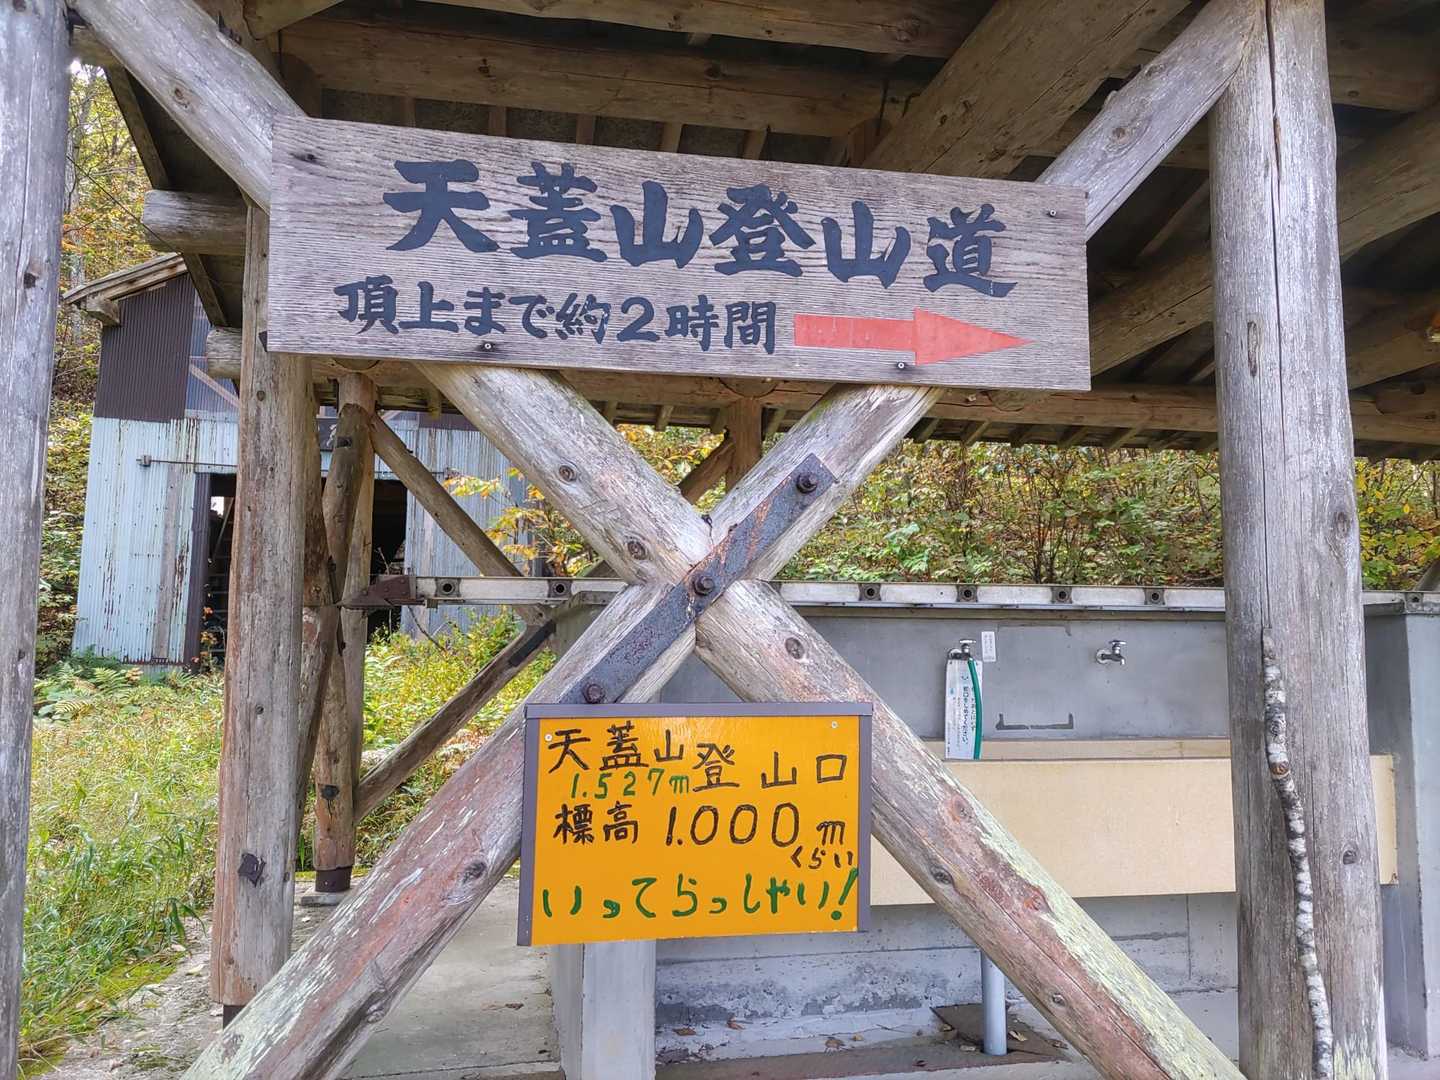 天蓋山登山道
頂上まで約2時間
天蓋山登山口
1.527m
標高 1.000m
くらい
いってらっしゃい!